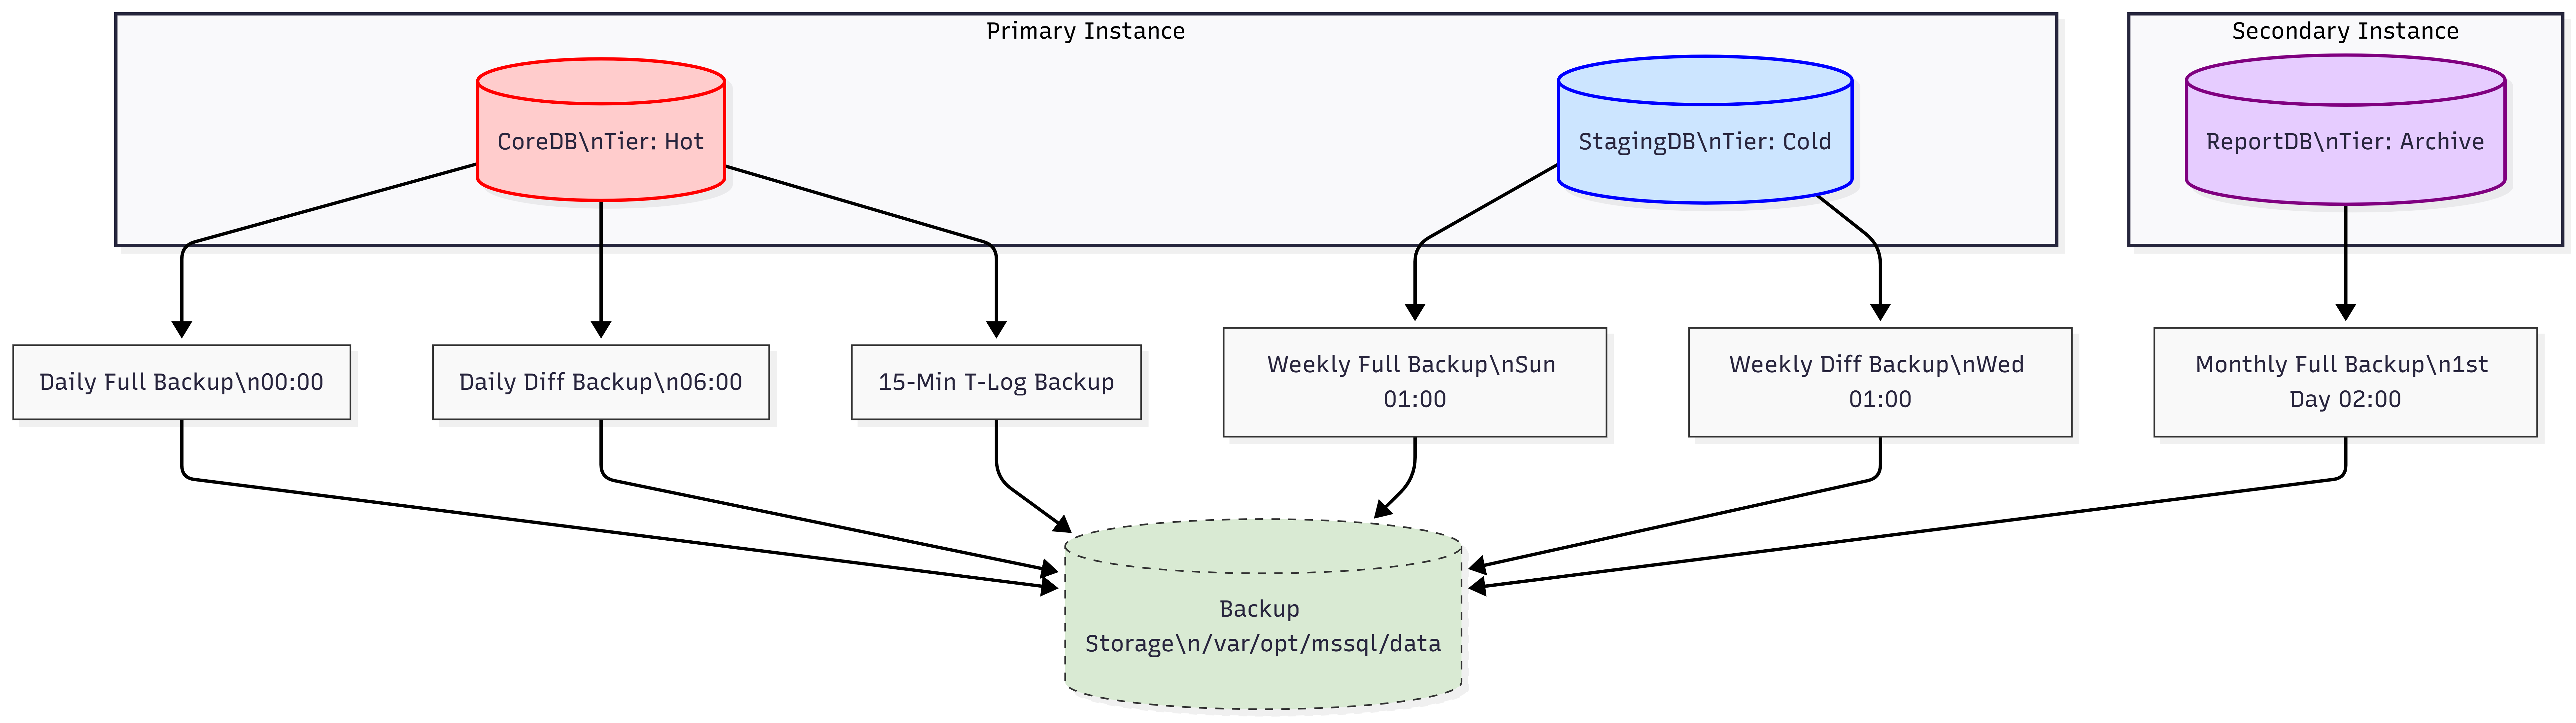 Primary Instance
Secondary Instance
CoreDB\nTier: Hot
StagingDB\nTier: Cold
ReportDB\nTier: Archive
Daily Full Backup\n00:00
Daily Diff Backup\n06:00
15-Min T-Log Backup
Weekly Full Backup\nSun
01:00
Weekly Diff Backup\nWed
01:00
Monthly Full Backup\n1st
Day 02:00
Backup
Storage\n/var/opt/mssql/data